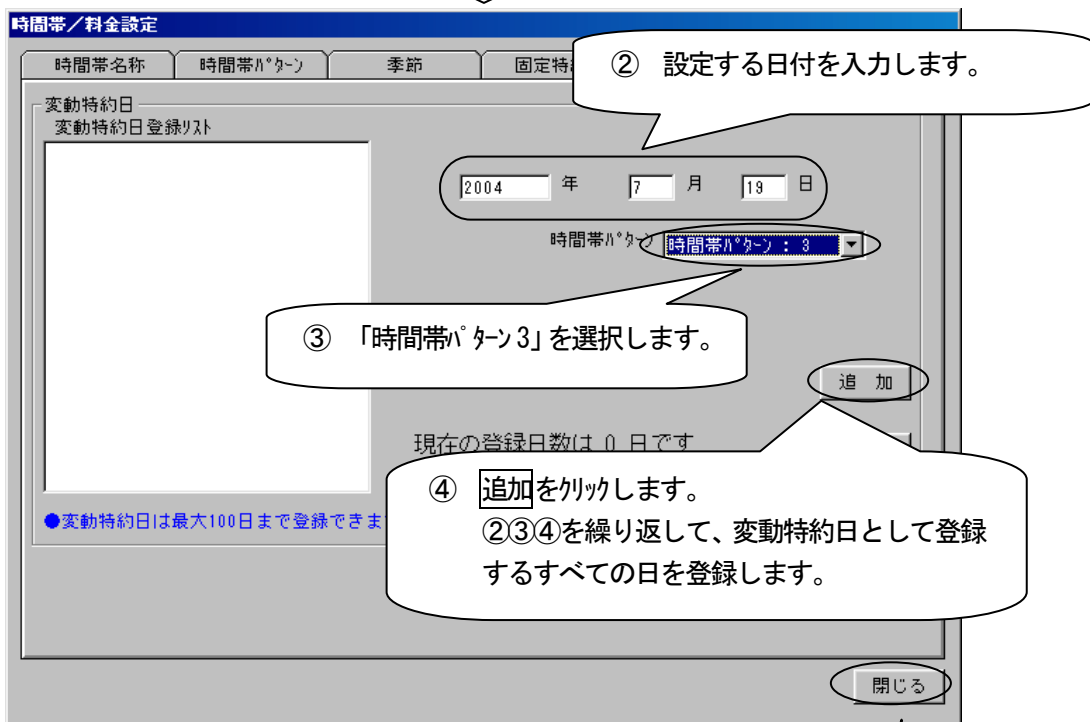 時間帯/料金設定
時間帯名称 時間帯ﾊﾟﾀｰﾝ 季節 固定特
② 設定する日付を入力します。
変動特約日
変動特約日登録ﾘｽﾄ
2004 年 7 月 19 日
時間帯ﾊﾟﾀｰﾝ 時間帯ﾊﾟﾀｰﾝ : 3
③ 「時間帯ﾊﾟﾀｰﾝ3」を選択します。
追 加
現在の登録日数は 0 日です
④ 追加をｸﾘｯｸします。
②③④を繰り返して、変動特約日として登録
するすべての日を登録します。
●変動特約日は最大100日まで登録できま
閉じる